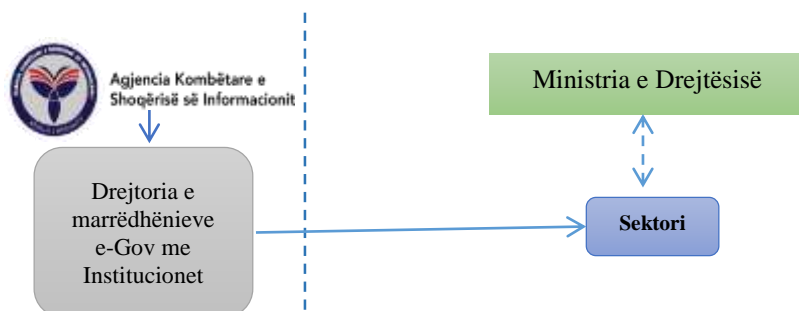 Agjencia Kombëtare e
Shoqërisë së Informacionit
Ministria e Drejtësisë
Drejtoria e
marrëdhënieve
e-Gov me
Institucionet
Sektori